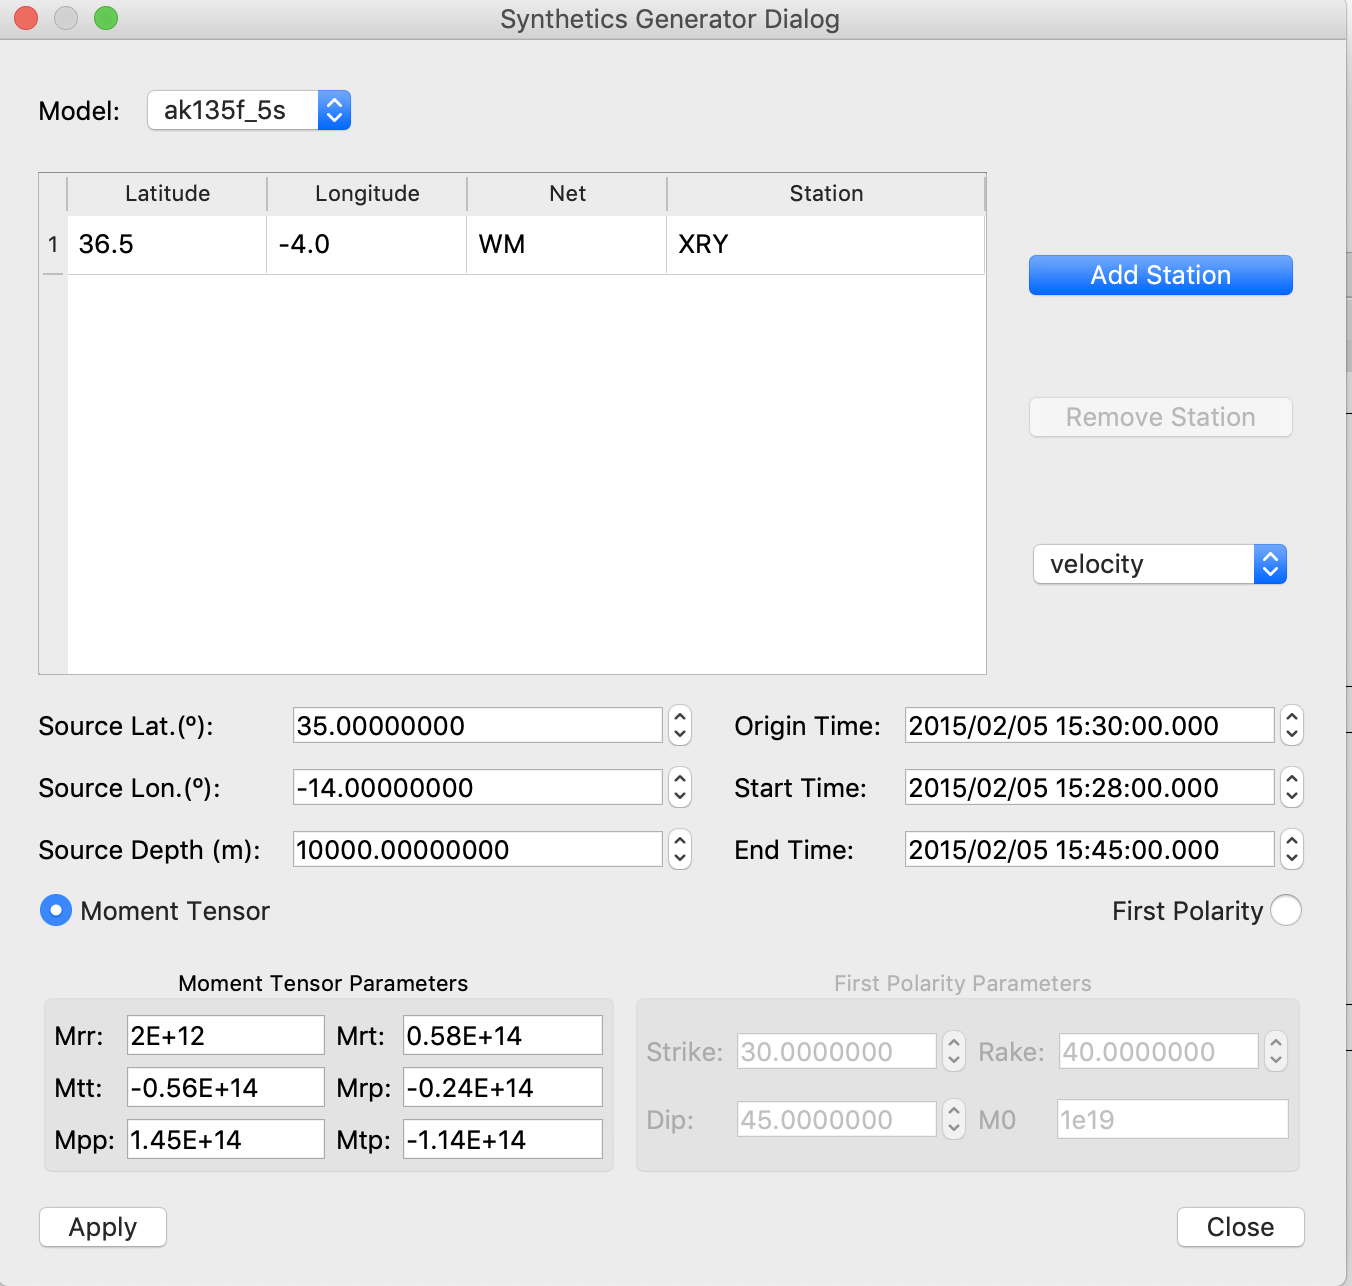 Synthetics Generator Dialog
Model: ak135f_5s
Latitude Longitude Net Station
1 36.5 -4.0 WM XRY
Add Station
Remove Station
velocity
Source Lat.(º): 35.00000000 Origin Time: 2015/02/05 15:30:00.000
Source Lon.(º): -14.00000000 Start Time: 2015/02/05 15:28:00.000
Source Depth (m): 10000.00000000 End Time: 2015/02/05 15:45:00.000
Moment Tensor First Polarity
Moment Tensor Parameters First Polarity Parameters
Mrr: 2E+12 Mrt: 0.58E+14
Mtt: -0.56E+14 Mrp: -0.24E+14
Mpp: 1.45E+14 Mtp: -1.14E+14
Strike: 30.0000000 Rake: 40.0000000
Dip: 45.0000000 M0 1e19
Apply Close